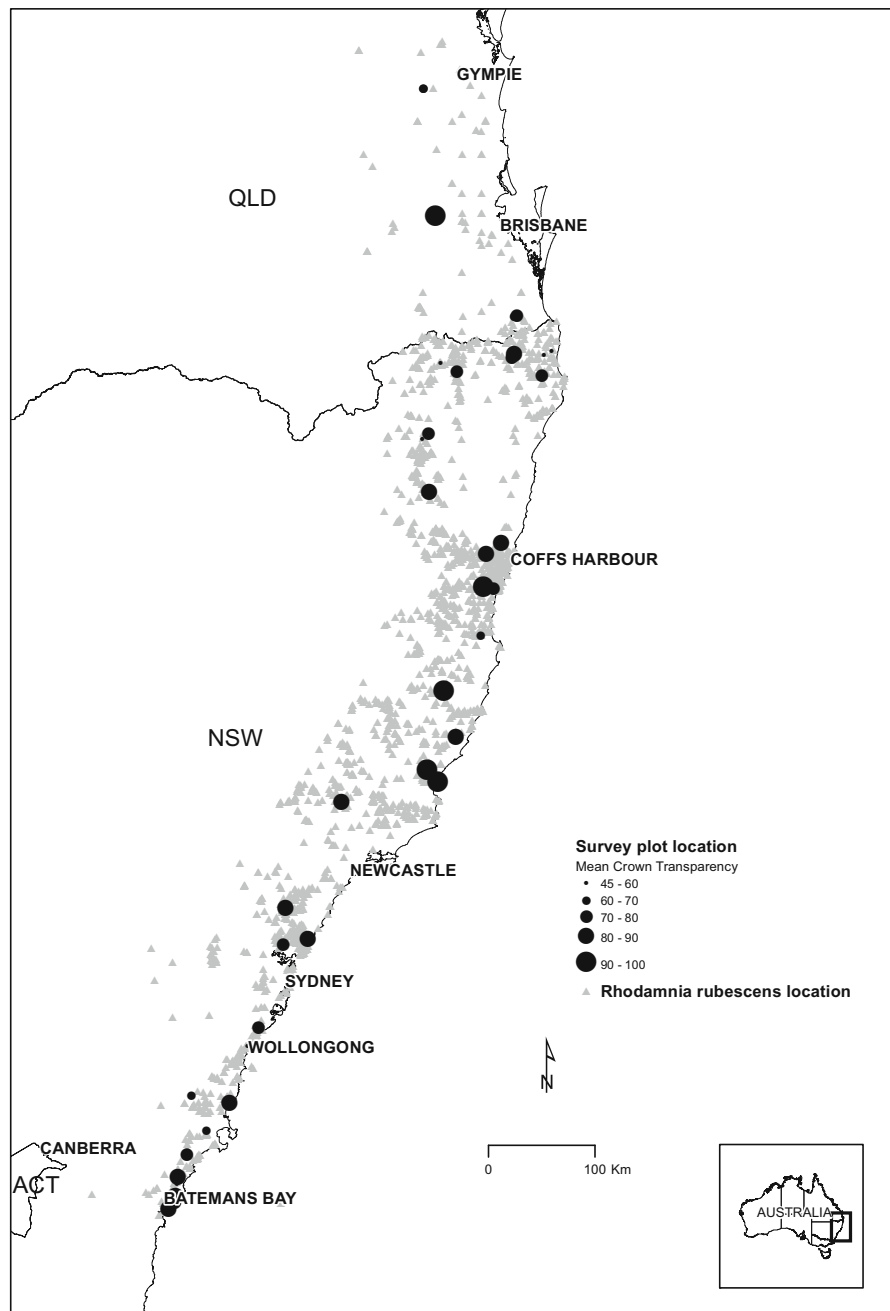 GYMPIE
QLD
BRISBANE
COFFS HARBOUR
NSW
Survey plot location
Mean Crown Transparency
45 - 60
60 - 70
70 - 80
80 - 90
90 - 100
Rhodamnia rubescens location
NEWCASTLE
SYDNEY
WOLLONGONG
N
CANBERRA
0 100 Km
ACT
BATEMANS BAY
AUSTRALIA